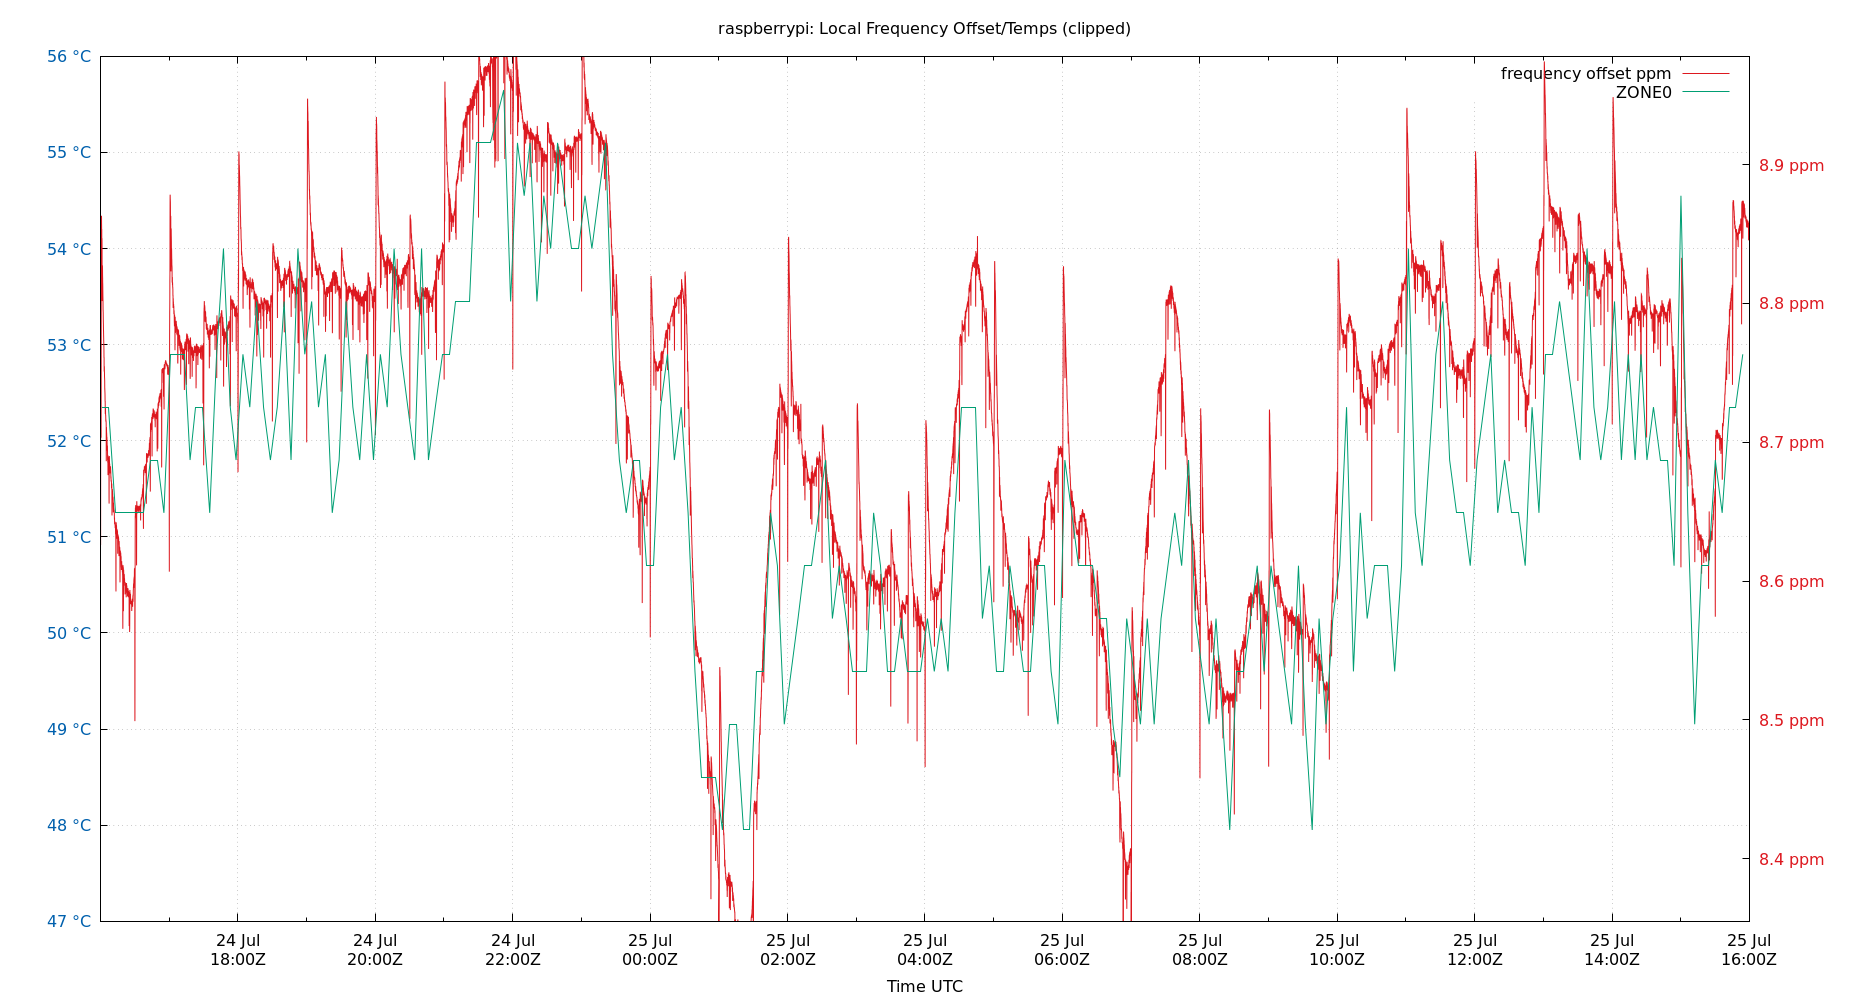 raspberrypi: Local Frequency Offset/Temps (clipped)
frequency offset ppm
ZONE0
56 °C
55 °C
54 °C
53 °C
52 °C
51 °C
50 °C
49 °C
48 °C
47 °C
8.9 ppm
8.8 ppm
8.7 ppm
8.6 ppm
8.5 ppm
8.4 ppm
24 Jul 24 Jul 24 Jul 25 Jul 25 Jul 25 Jul 25 Jul 25 Jul 25 Jul 25 Jul 25 Jul 25 Jul
18:00Z 20:00Z 22:00Z 00:00Z 02:00Z 04:00Z 06:00Z 08:00Z 10:00Z 12:00Z 14:00Z 16:00Z
Time UTC